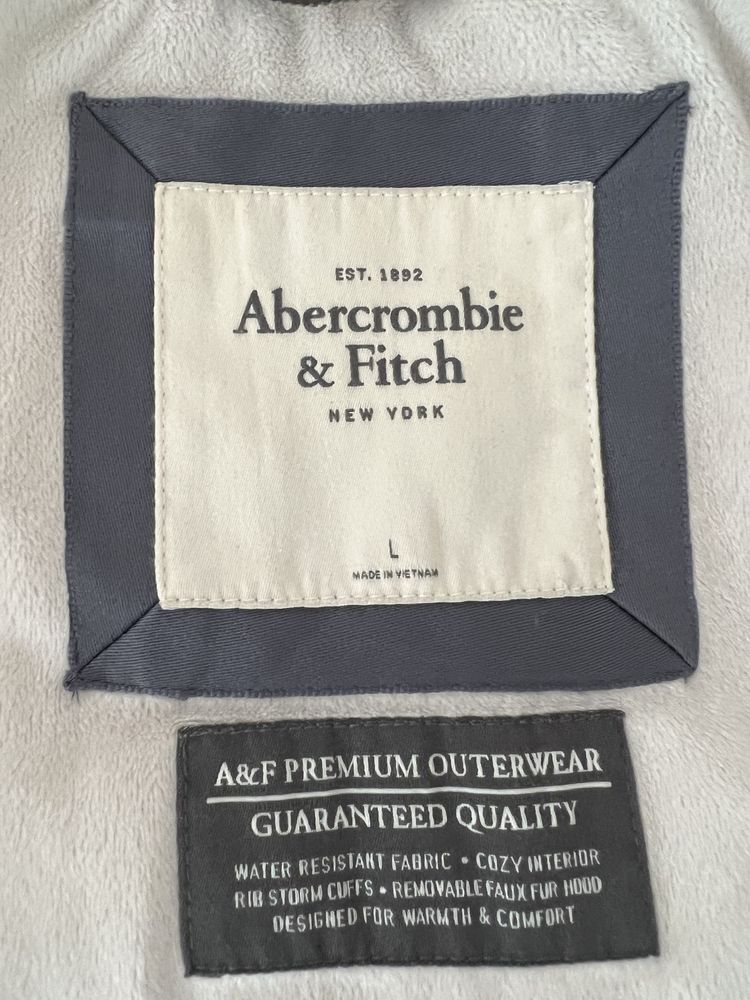 EST. 1892
Abercrombie
& Fitch
NEW YORK
L
MADE IN VIETNAM
A&F PREMIUM OUTERWEAR
GUARANTEED QUALITY
WATER RESISTANT FABRIC • COZY INTERIOR
RIB STORM CUFFS • REMOVABLE FAUX FUR HOOD
DESIGNED FOR WARMTH & COMFORT